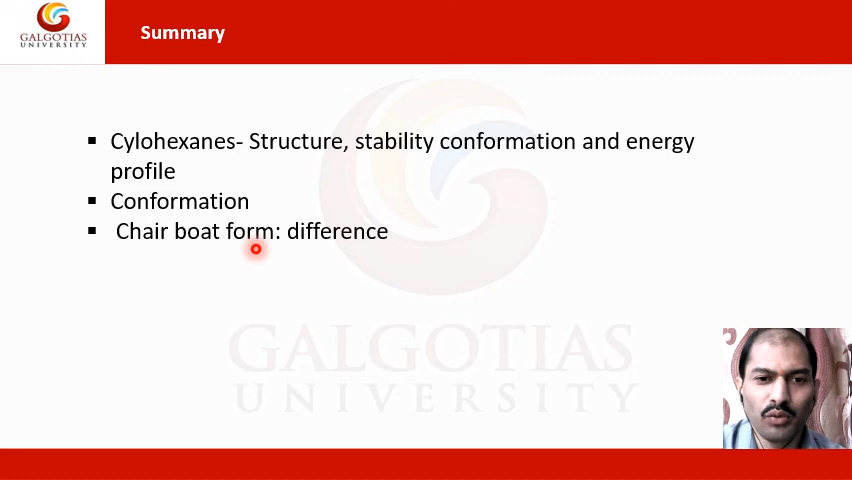 GALGOTIAS
UNIVERSITY
Summary
▪ Cylohexanes- Structure, stability conformation and energy
profile
▪ Conformation
▪ Chair boat form: difference
GALGOTIAS
UNIVERSITY